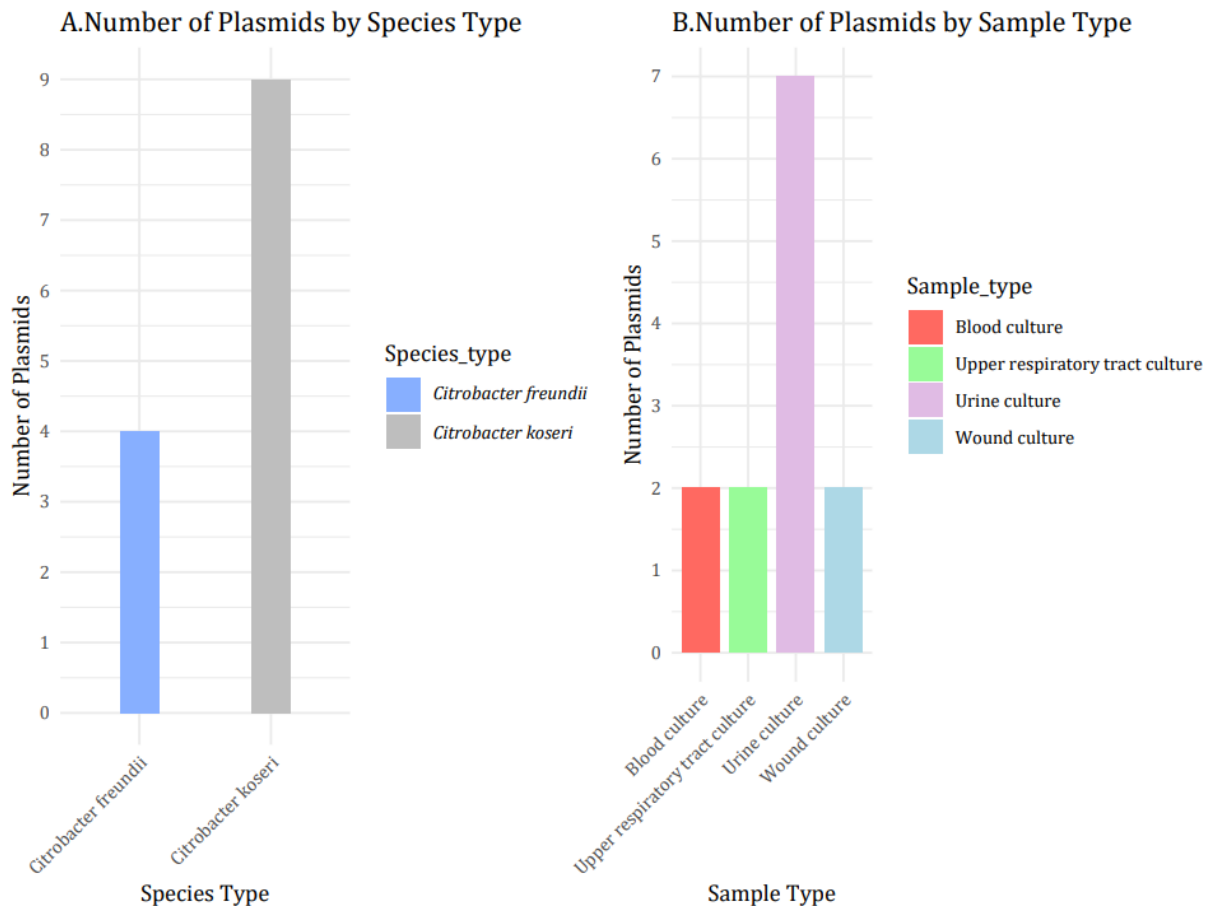 A.Number of Plasmids by Species Type
Number of Plasmids
9
8
7
6
5
4
3
2
1
0
Citrobacter freundii
Citrobacter koseri
Species Type
Species_type
Citrobacter freundii
Citrobacter koseri
B.Number of Plasmids by Sample Type
Number of Plasmids
7
6
5
4
3
2
1
0
Blood culture
Upper respiratory tract culture
Urine culture
Wound culture
Sample Type
Sample_type
Blood culture
Upper respiratory tract culture
Urine culture
Wound culture